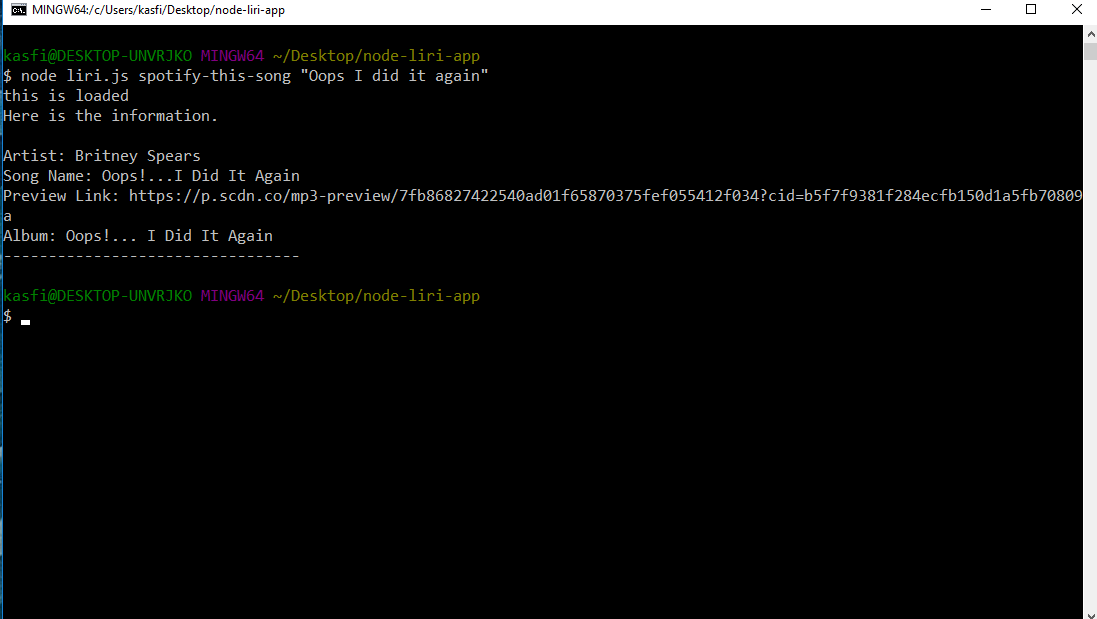 MINGW64:/c/Users/kasfi/Desktop/node-liri-app
kasfi@DESKTOP-UNVRJKO MINGW64 ~/Desktop/node-liri-app
$ node liri.js spotify-this-song "Oops I did it again"
this is loaded
Here is the information.
Artist: Britney Spears
Song Name: Oops!...I Did It Again
Preview Link: https://p.scdn.co/mp3-preview/7fb86827422540ad01f65870375fef055412f034?cid=b5f7f9381f284ecfb150d1a5fb70809
a
Album: Oops!... I Did It Again
---------------------------------
kasfi@DESKTOP-UNVRJKO MINGW64 ~/Desktop/node-liri-app
$